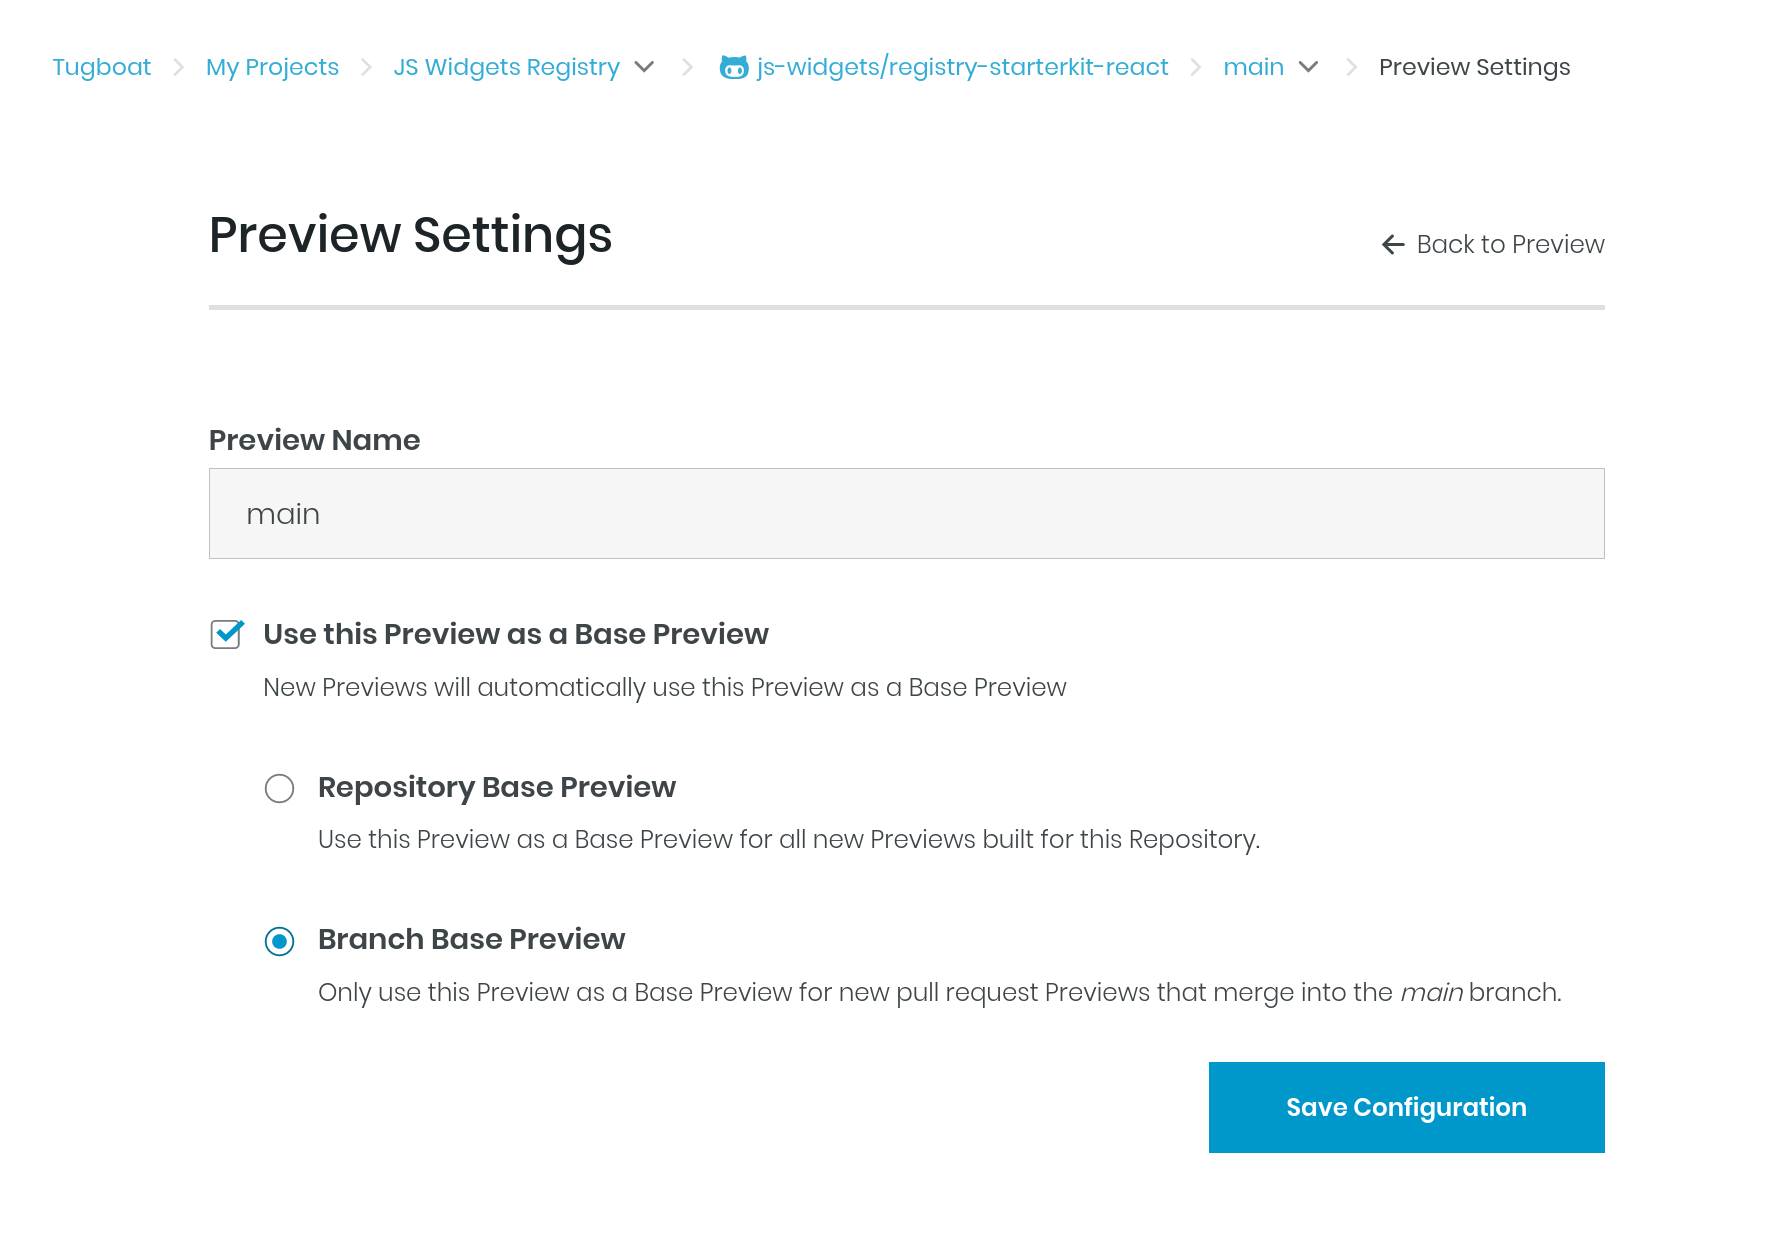 Tugboat My Projects JS Widgets Registry js-widgets/registry-starterkit-react main Preview Settings
Preview Settings
Back to Preview
Preview Name
main
Use this Preview as a Base Preview
New Previews will automatically use this Preview as a Base Preview
Repository Base Preview
Use this Preview as a Base Preview for all new Previews built for this Repository.
Branch Base Preview
Only use this Preview as a Base Preview for new pull request Previews that merge into the main branch.
Save Configuration